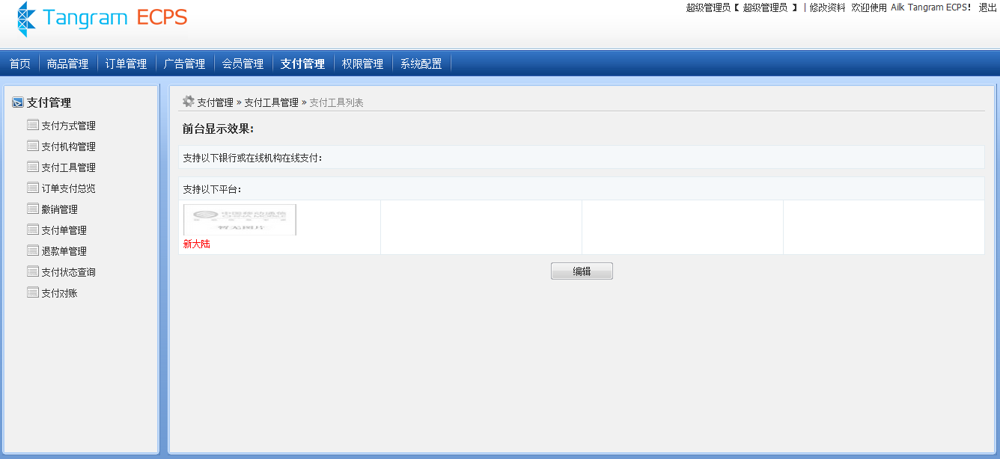 Tangram ECPS
超级管理员【 超级管理员 】 | 修改资料 欢迎使用 Ailk Tangram ECPS! 退出
首页 商品管理 订单管理 广告管理 会员管理 支付管理 权限管理 系统配置
支付管理
支付方式管理
支付机构管理
支付工具管理
订单支付总览
撤销管理
支付单管理
退款单管理
支付状态查询
支付对账
支付管理 » 支付工具管理 » 支付工具列表
前台显示效果:
支持以下银行或在线机构在线支付:
支持以下平台:
中国移动通信
CHINA MOBILE
暂无图片
新大陆
编辑